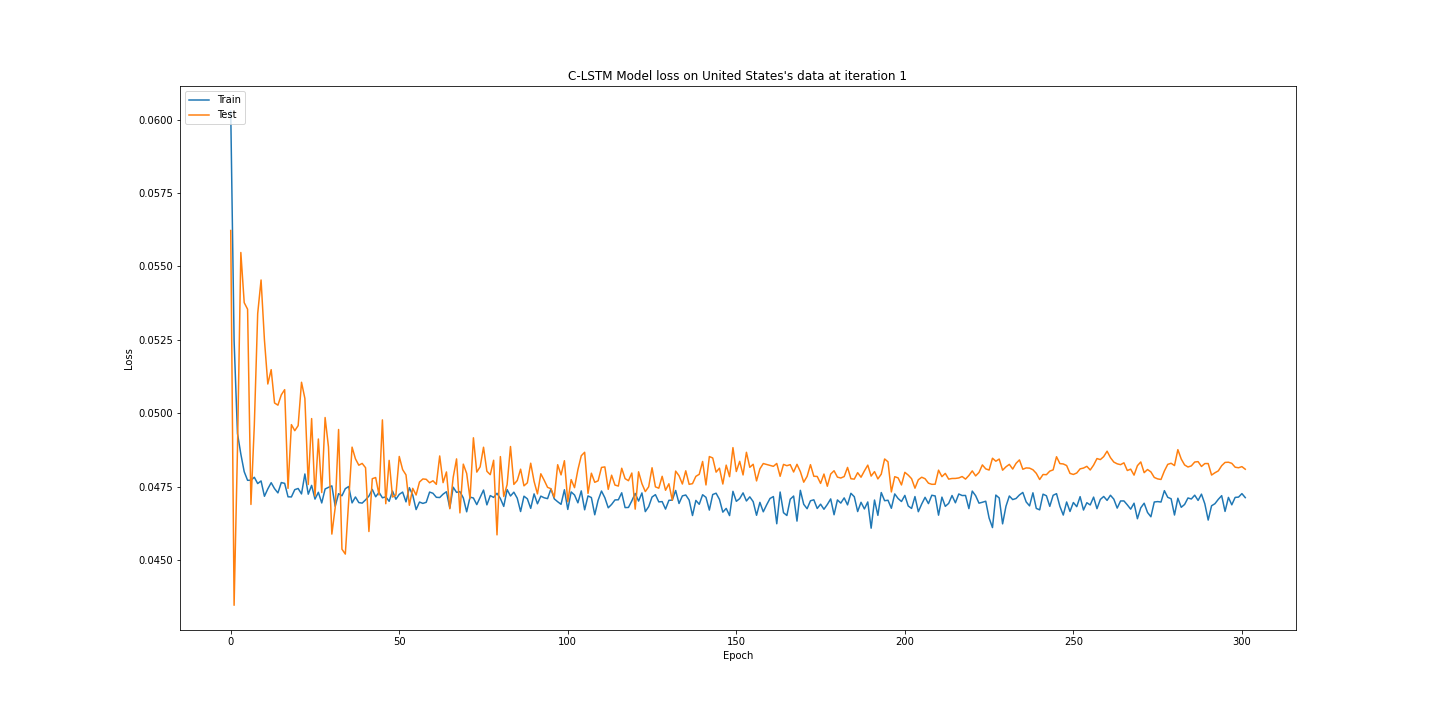 C-LSTM Model loss on United States's data at iteration 1
Train
Test
0.0600
0.0575
0.0550
0.0525
0.0500
0.0475
0.0450
Loss
0 50 100 150 200 250 300
Epoch